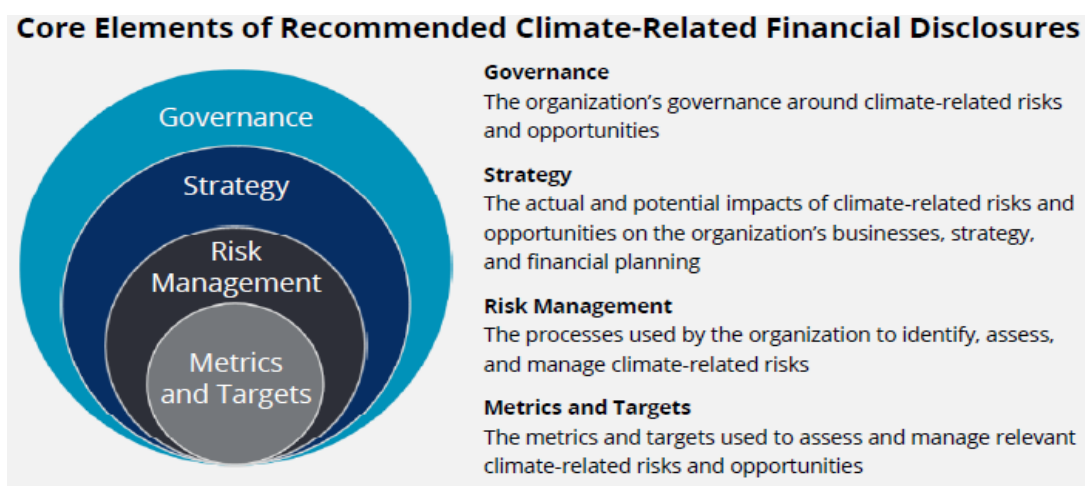 Core Elements of Recommended Climate-Related Financial Disclosures
Governance
Strategy
Risk
Management
Metrics
and Targets
Governance
The organization’s governance around climate-related risks
and opportunities
Strategy
The actual and potential impacts of climate-related risks and
opportunities on the organization’s businesses, strategy,
and financial planning
Risk Management
The processes used by the organization to identify, assess,
and manage climate-related risks
Metrics and Targets
The metrics and targets used to assess and manage relevant
climate-related risks and opportunities